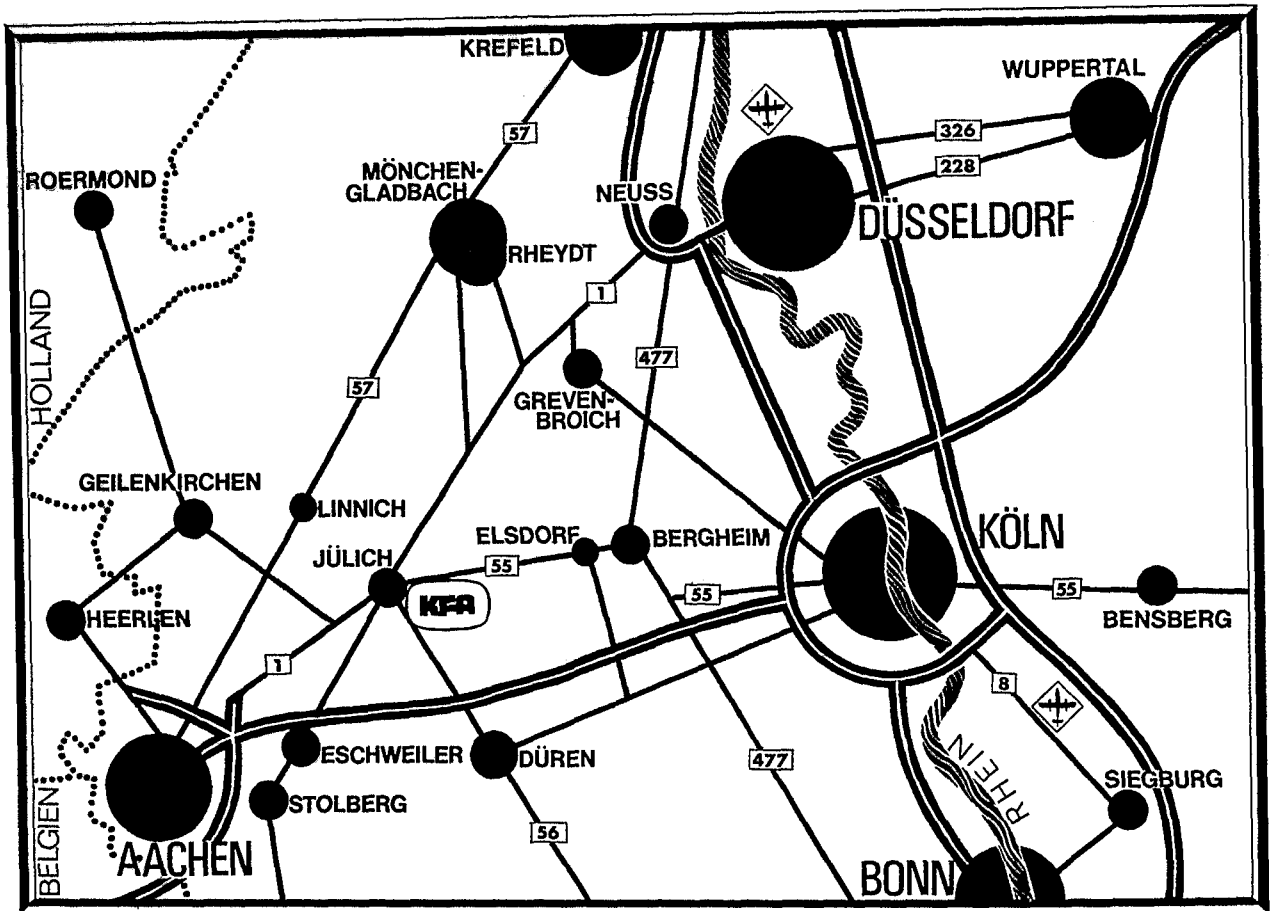 KREFELD
WUPPERTAL
57
326
228
ROERMOND
MÖNCHEN-
GLADBACH
NEUSS
DÜSSELDORF
RHEYDT
1
HOLLAND
477
57
GREVEN-
BROICH
GEILENKIRCHEN
LINNICH
ELSDORF
BERGHEIM
KÖLN
JÜLICH
55
KFA
55
55
HEERLEN
BENSBERG
1
8
ESCHWEILER
DÜREN
477
RHEIN
SIEGBURG
STOLBERG
56
BELGIEN
AACHEN
BONN